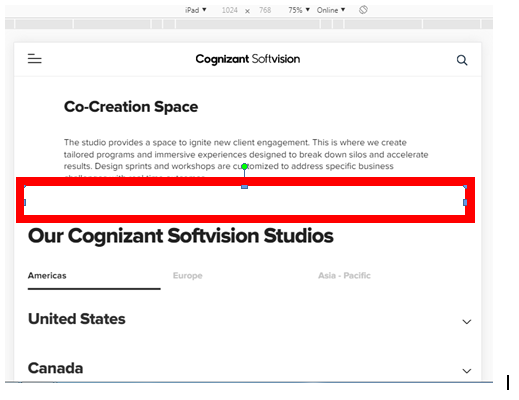 iPad ▼ 1024 × 768 75% ▼ Online ▼
Cognizant Softvision
Co-Creation Space
The studio provides a space to ignite new client engagement. This is where we create
tailored programs and immersive experiences designed to break down silos and accelerate
results. Design sprints and workshops are customized to address specific business
Our Cognizant Softvision Studios
Americas Europe Asia - Pacific
United States
Canada